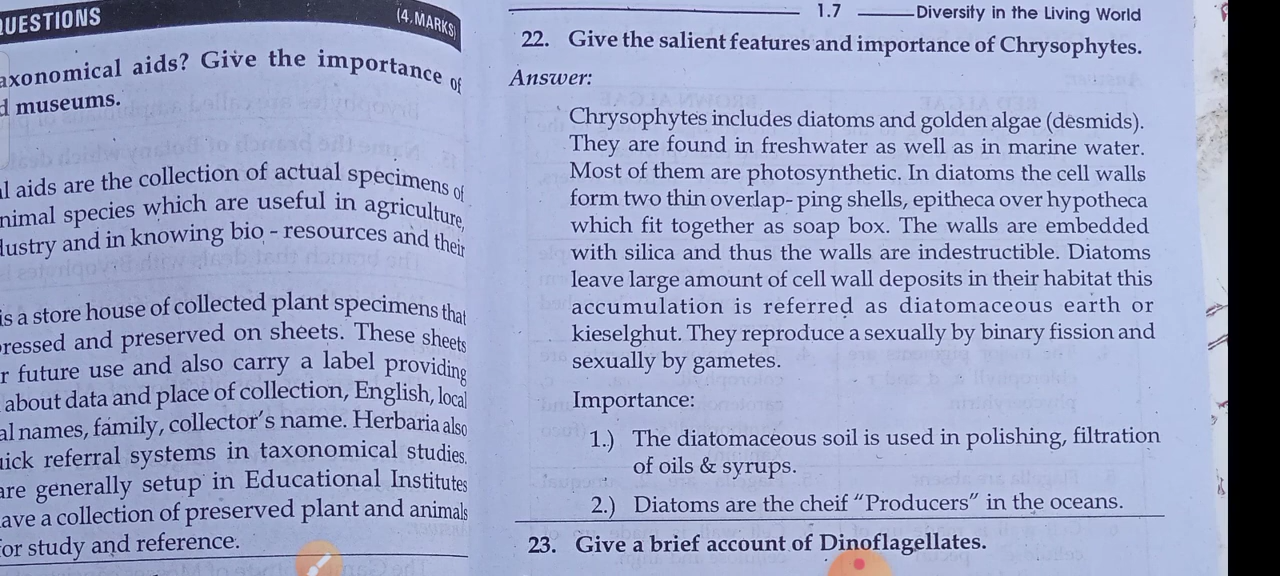 QUESTIONS
(4.MARKS)
axonomical aids? Give the importance of
d museums.
l aids are the collection of actual specimens of
nimal species which are useful in agriculture,
dustry and in knowing bio - resources and their
is a store house of collected plant specimens that
ressed and preserved on sheets. These sheets
r future use and also carry a label providing
about data and place of collection, English, local
al names, family, collector's name. Herbaria also
uick referral systems in taxonomical studies.
are generally setup in Educational Institutes
ave a collection of preserved plant and animals
for study and reference.
1.7 Diversity in the Living World
22. Give the salient features and importance of Chrysophytes.
Answer:
Chrysophytes includes diatoms and golden algae (desmids).
They are found in freshwater as well as in marine water.
Most of them are photosynthetic. In diatoms the cell walls
form two thin overlap- ping shells, epitheca over hypotheca
which fit together as soap box. The walls are embedded
with silica and thus the walls are indestructible. Diatoms
leave large amount of cell wall deposits in their habitat this
accumulation is referred as diatomaceous earth or
kieselghut. They reproduce a sexually by binary fission and
sexually by gametes.
Importance:
1.) The diatomaceous soil is used in polishing, filtration
of oils & syrups.
2.) Diatoms are the cheif "Producers" in the oceans.
23. Give a brief account of Dinoflagellates.